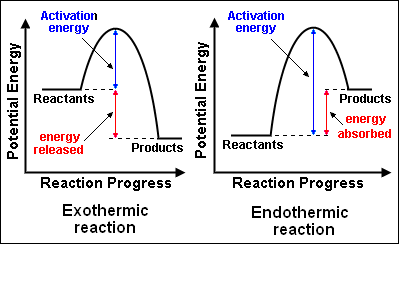 Potential Energy
Activation
energy
Reactants
energy
released
Products
Reaction Progress
Exothermic
reaction
Potential Energy
Activation
Energy
Products
energy
absorbed
Reactants
Reaction Progress
Endothermic
reaction